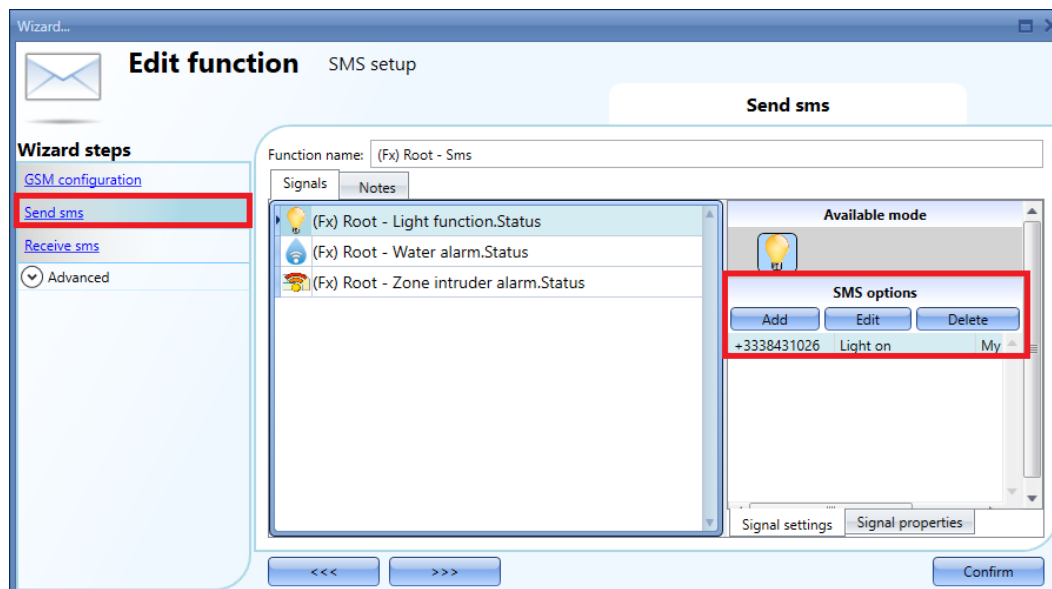 Wizard...
Edit function SMS setup
Send sms
Wizard steps
GSM configuration
Send sms
Receive sms
Advanced
Function name: (Fx) Root - Sms
Signals Notes
(Fx) Root - Light function.Status
(Fx) Root - Water alarm.Status
(Fx) Root - Zone intruder alarm.Status
Available mode
SMS options
Add Edit Delete
+3338431026 Light on My
Signal settings Signal properties
<<< >>> Confirm